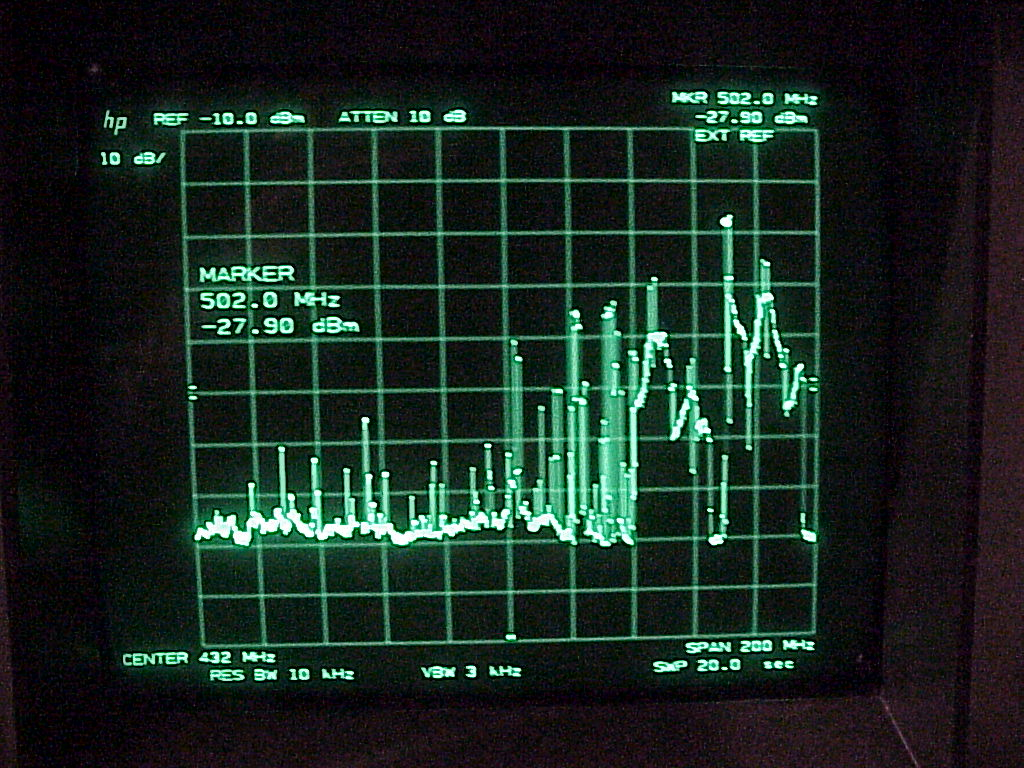 MKR 502.0 MHz
hp REF -10.0 dBm ATTEN 10 dB -27.90 dBm
EXT REF
10 dB/
MARKER
502.0 MHz
-27.90 dBm
CENTER 432 MHz SPAN 200 MHz
RES BW 10 kHz VBW 3 kHz SWP 20.0 sec